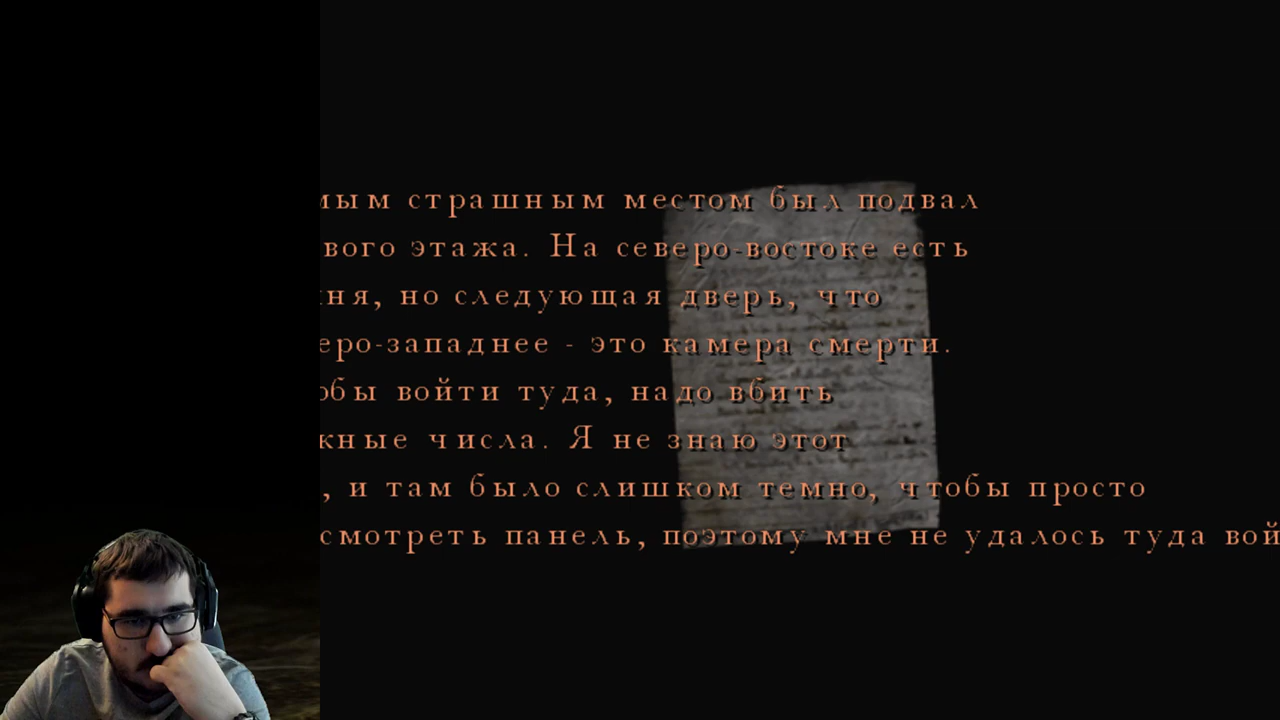 мым страшным местом был подвал
вого этажа. На северо-востоке есть
ня, но следующая дверь, что
еро-западнее - это камера смерти.
обы войти туда, надо вбить
жные числа. Я не знаю этот
, и там было слишком темно, чтобы просто
смотреть панель, поэтому мне не удалось туда вой